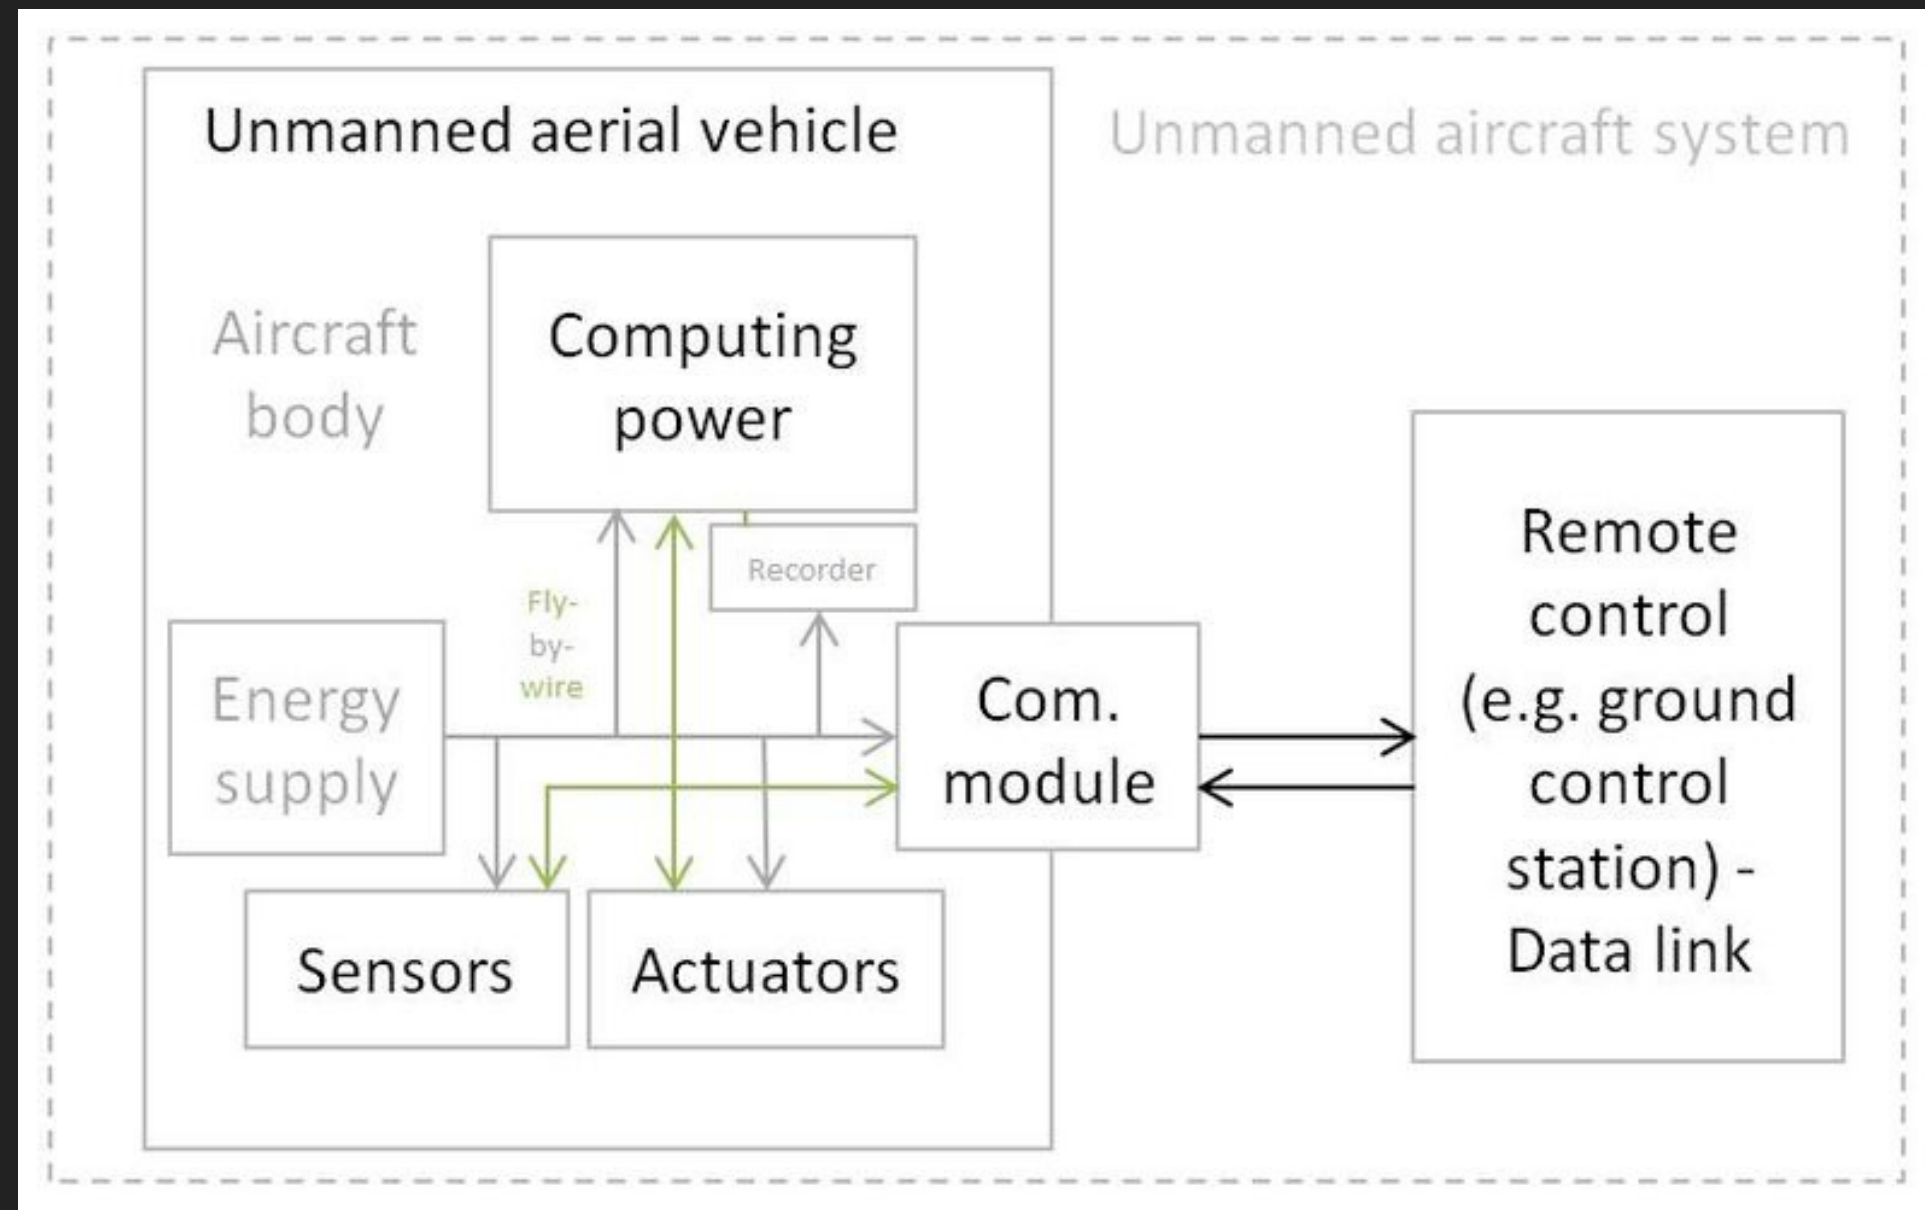 Unmanned aerial vehicle
Unmanned aircraft system
Aircraft
body
Computing
power
Recorder
Fly-
by-
wire
Energy
supply
Com.
module
Sensors
Actuators
Remote
control
(e.g. ground
control
station) -
Data link